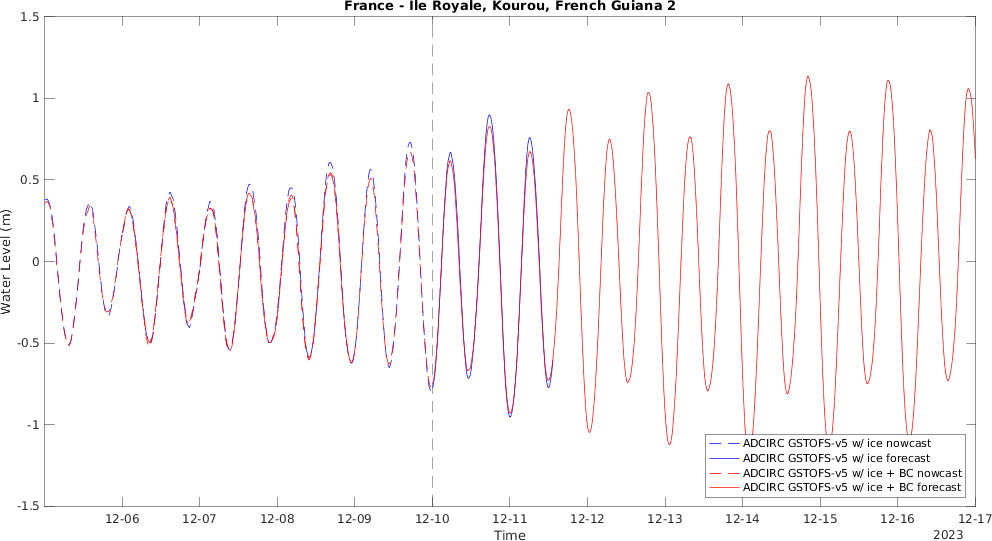 France - Ile Royale, Kourou, French Guiana 2
1.5
1
0.5
0
-0.5
-1
-1.5
Water Level (m)
ADCIRC GSTOFS-v5 w/ ice nowcast
ADCIRC GSTOFS-v5 w/ ice forecast
ADCIRC GSTOFS-v5 w/ ice + BC nowcast
ADCIRC GSTOFS-v5 w/ ice + BC forecast
12-06 12-07 12-08 12-09 12-10 12-11 12-12 12-13 12-14 12-15 12-16 12-17
Time
2023